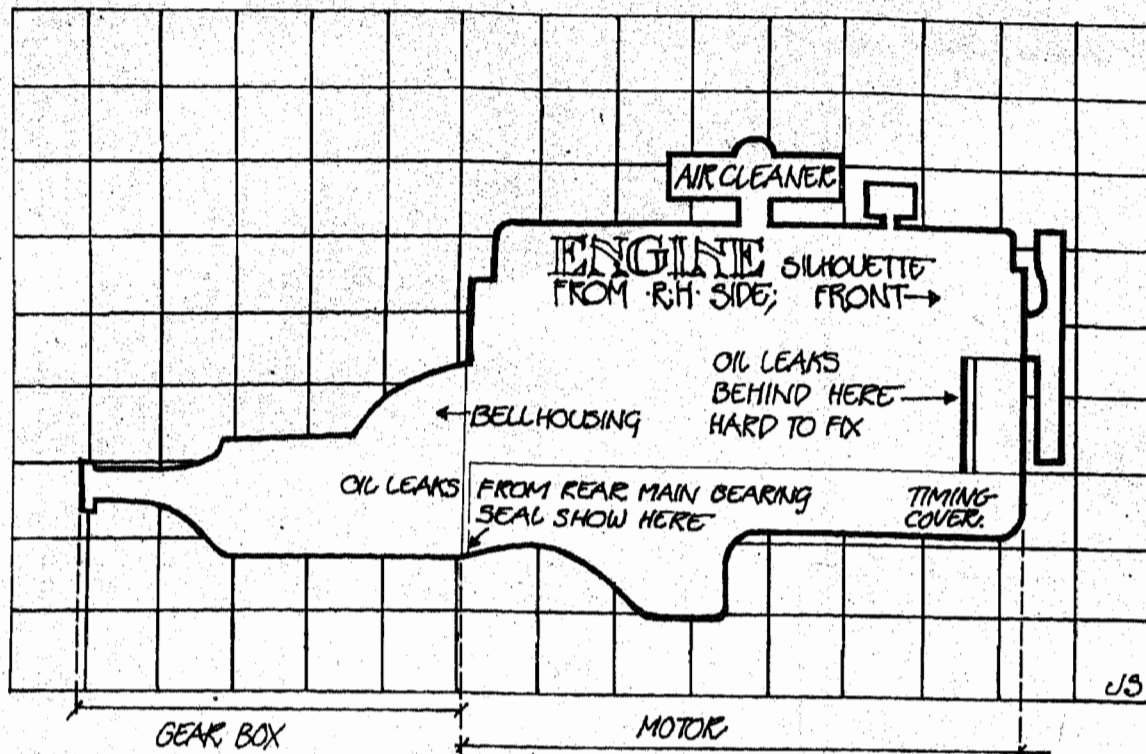 AIR CLEANER
ENGINE SILHOUETTE
FROM R.H. SIDE; FRONT→
OIL LEAKS
BEHIND HERE→
HARD TO FIX
←BELLHOUSING
OIL LEAKS FROM REAR MAIN BEARING
SEAL SHOW HERE
TIMING
COVER.
JS
GEAR BOX
MOTOR